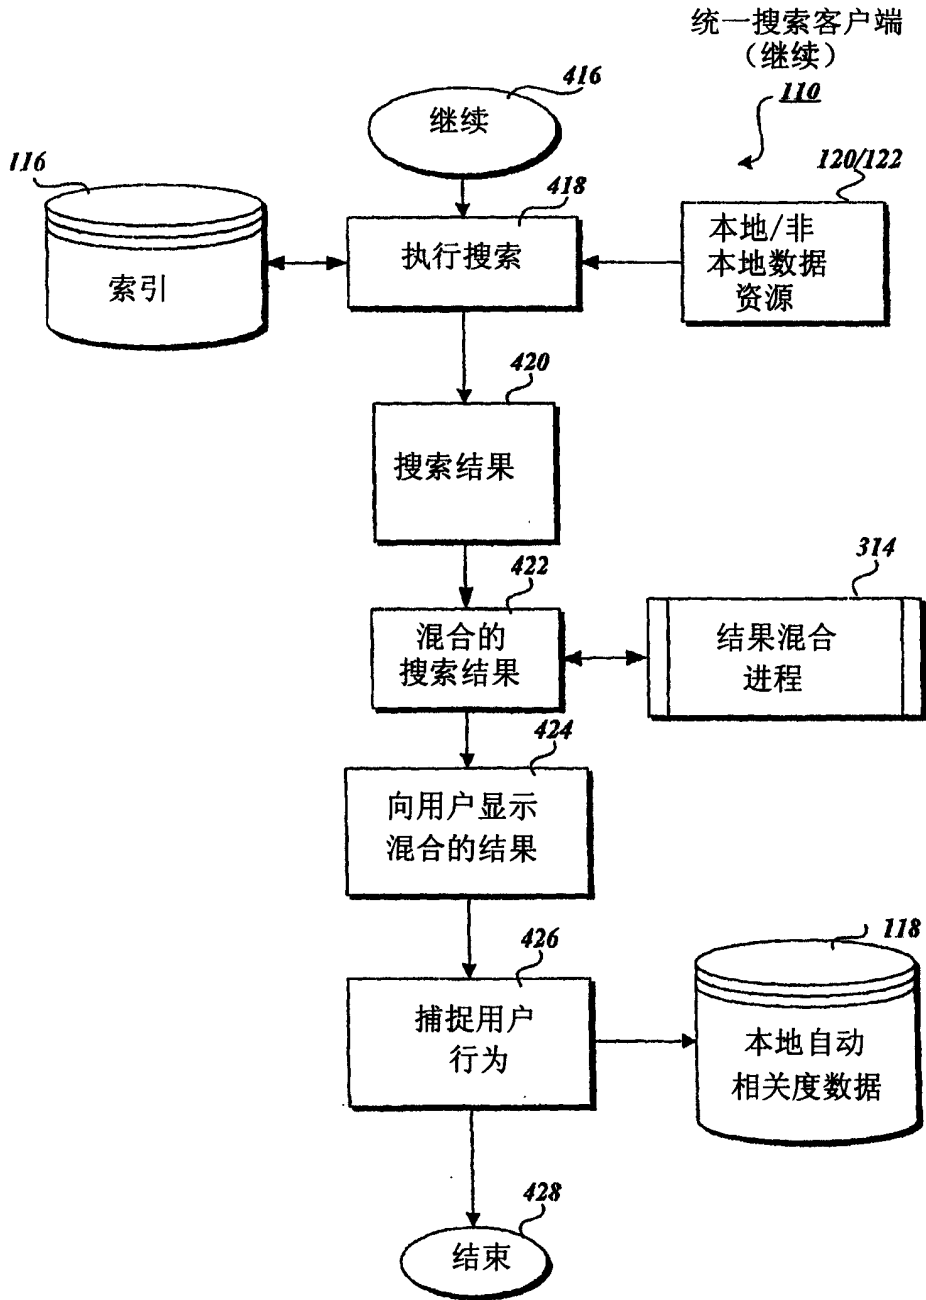 统一搜索客户端
(继续)
110
416
继续
116
索引
418
执行搜索
120/122
本地/非
本地数据
资源
420
搜索结果
422
混合的
搜索结果
314
结果混合
进程
424
向用户显示
混合的结果
426
捕捉用户
行为
118
本地自动
相关度数据
428
结束